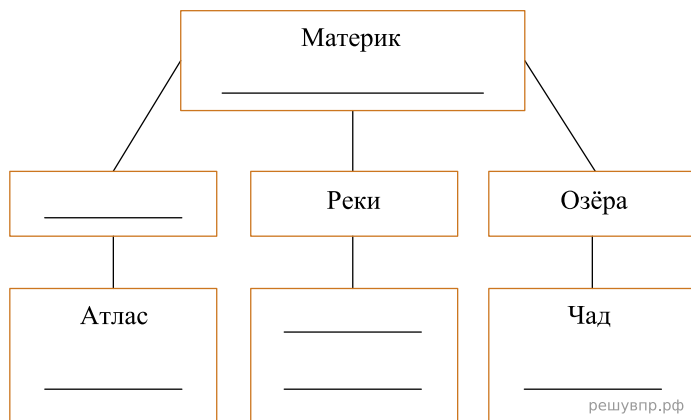 Материк
Реки
Озёра
Атлас
Чад
решувпр.рф